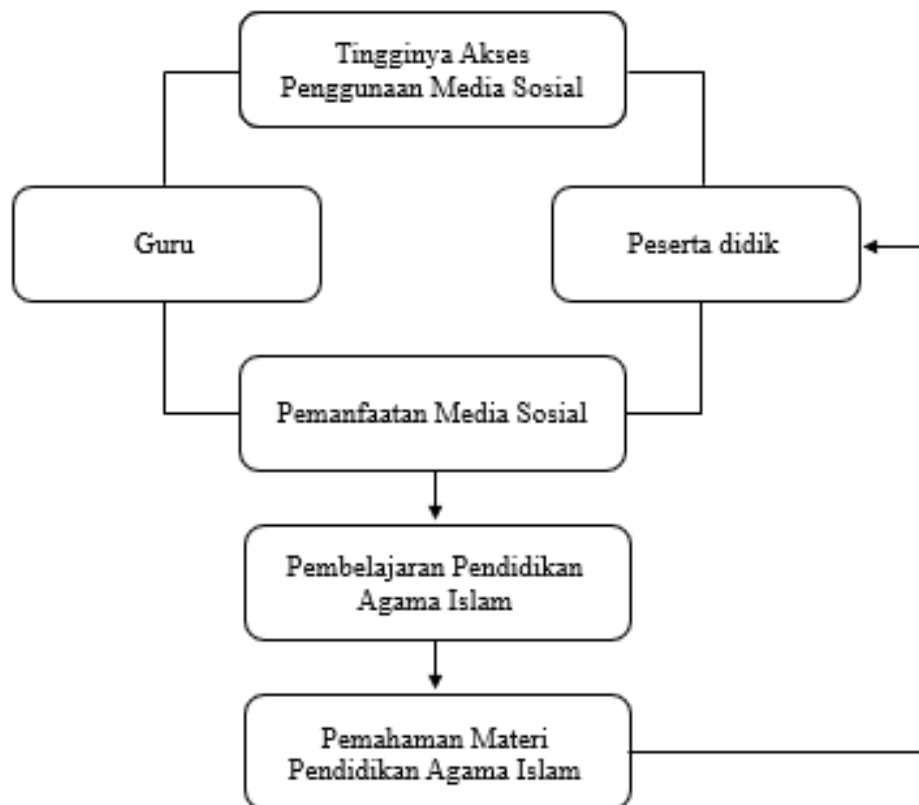 Tingginya Akses
Penggunaan Media Sosial
Guru
Peserta didik
Pemanfaatan Media Sosial
Pembelajaran Pendidikan
Agama Islam
Pemahaman Materi
Pendidikan Agama Islam